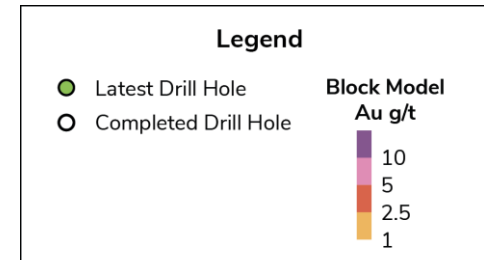 Legend
Latest Drill Hole
Completed Drill Hole
Block Model
Au g/t
10
5
2.5
1